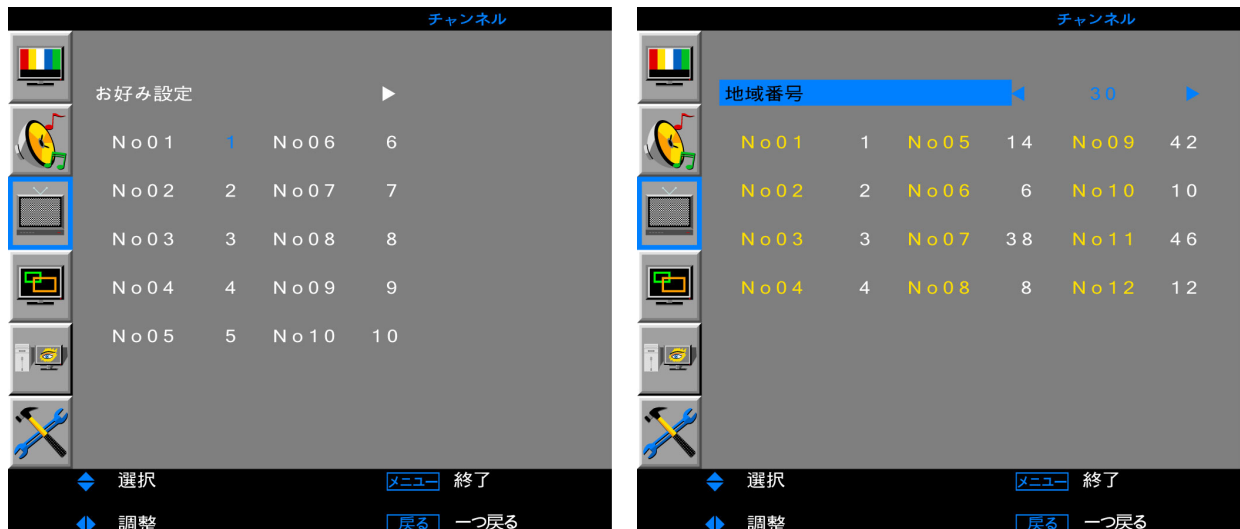 チャンネル
お好み設定
No01 1 No06 6
No02 2 No07 7
No03 3 No08 8
No04 4 No09 9
No05 5 No10 10
選択 メニュー 終了
調整 戻る 一つ戻る
チャンネル
地域番号 30
No01 1 No05 14 No09 42
No02 2 No06 6 No10 10
No03 3 No07 38 No11 46
No04 4 No08 8 No12 12
選択 メニュー 終了
調整 戻る 一つ戻る